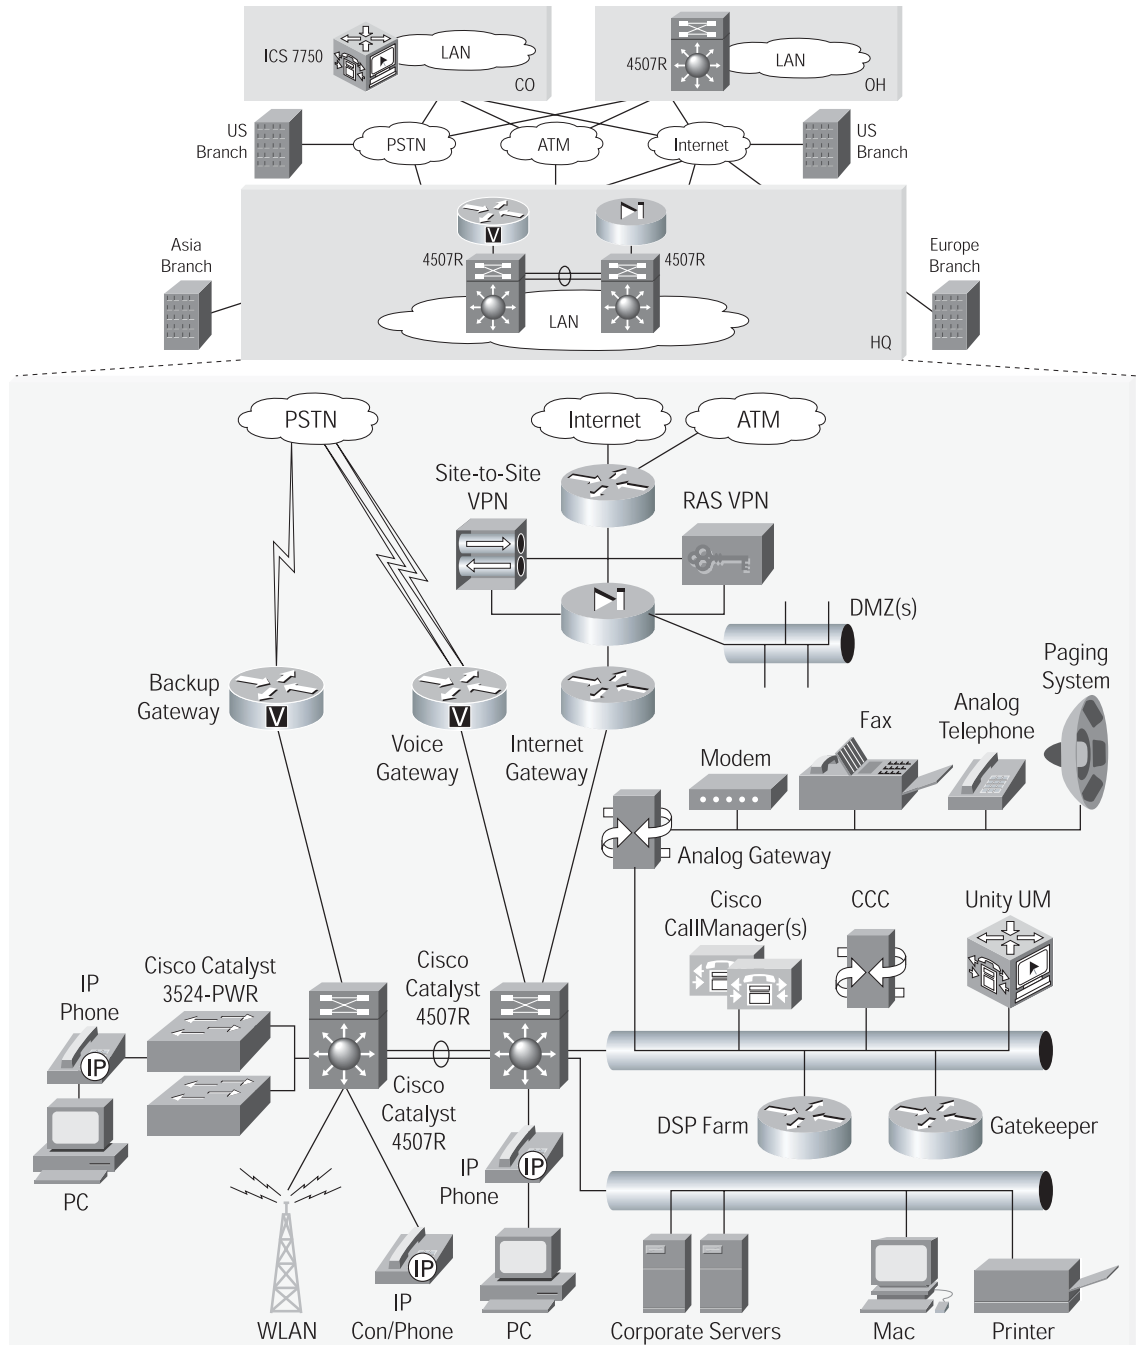 ICS 7750
LAN
CO
4507R
LAN
OH
US
Branch
PSTN
ATM
Internet
US
Branch
Asia
Branch
V
4507R
4507R
LAN
HQ
Europe
Branch
PSTN
Internet
ATM
Site-to-Site
VPN
RAS VPN
DMZ(s)
Backup
Gateway
V
Voice
Gateway
V
Internet
Gateway
Paging
System
Analog
Telephone
Fax
Modem
Analog Gateway
Cisco
CallManager(s)
CCC
Unity UM
IP
Phone
Cisco Catalyst
3524-PWR
Cisco
Catalyst
4507R
IP
Cisco
Catalyst
4507R
DSP Farm
Gatekeeper
PC
IP
Phone
IP
WLAN
IP
IP
Con/Phone
PC
Corporate Servers
Mac
Printer